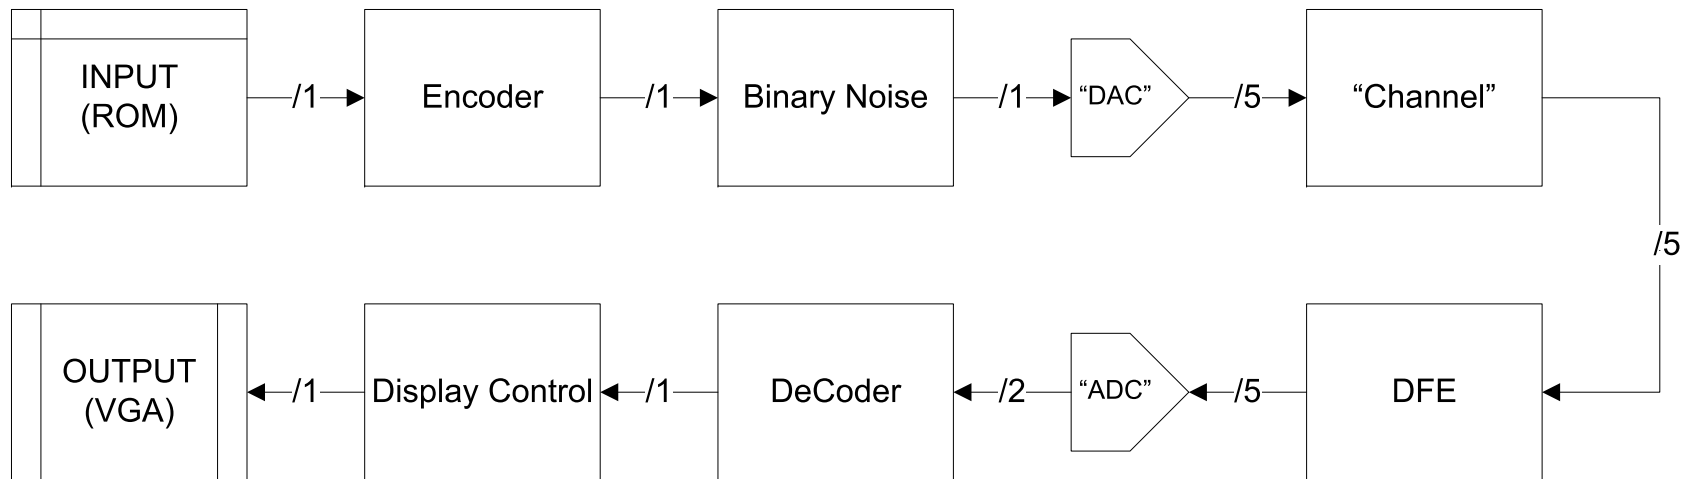 INPUT
(ROM)
/1
Encoder
/1
Binary Noise
/1
“DAC”
/5
“Channel”
/5
OUTPUT
(VGA)
/1
Display Control
/1
DeCoder
/2
“ADC”
/5
DFE